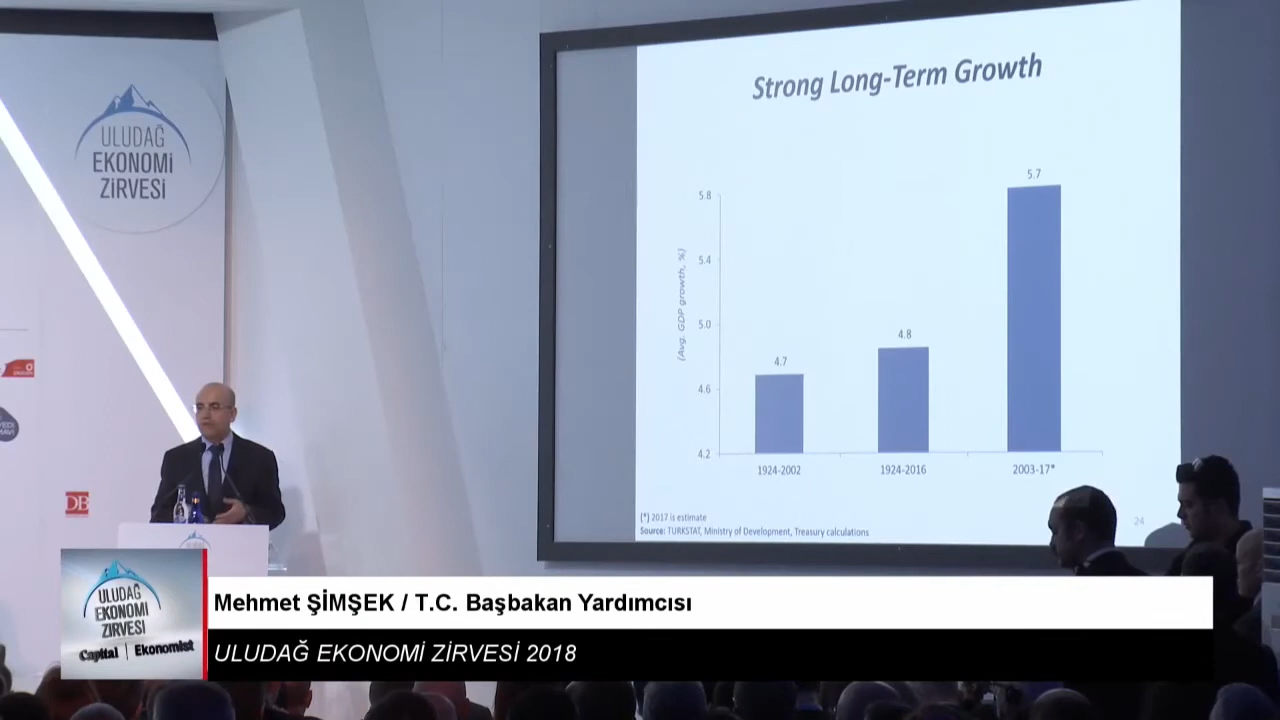 ULUDAĞ
EKONOMİ
ZİRVESİ
DB
Strong Long-Term Growth
(Avg. GDP growth, %)
5.8
5.4
5.0
4.6
4.2
4.7
4.8
5.7
1924-2002
1924-2016
2003-17*
(*) 2017 is estimate
Source: TURKSTAT, Ministry of Development, Treasury calculations
24
ULUDAĞ
EKONOMİ
ZİRVESİ
Capital | Ekonomist
Mehmet ŞİMŞEK / T.C. Başbakan Yardımcısı
ULUDAĞ EKONOMİ ZİRVESİ 2018